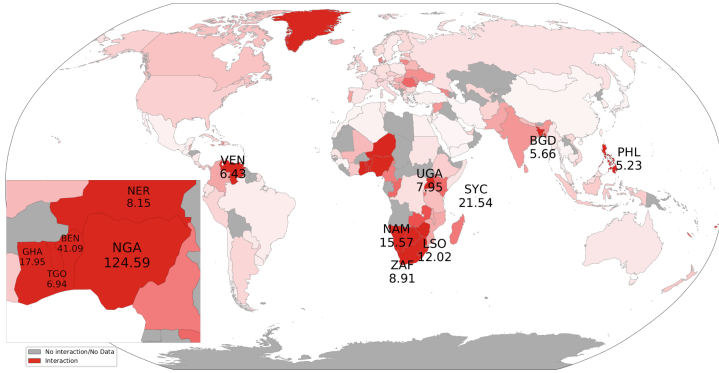 VEN
6.43
BGD
5.66
PHL
5.23
UGA
7.95
SYC
21.54
NAM
15.57
LSO
12.02
ZAF
8.91
NER
8.15
BEN
41.09
NGA
124.59
GHA
17.95
TGO
6.94
No interaction/No Data
Interaction